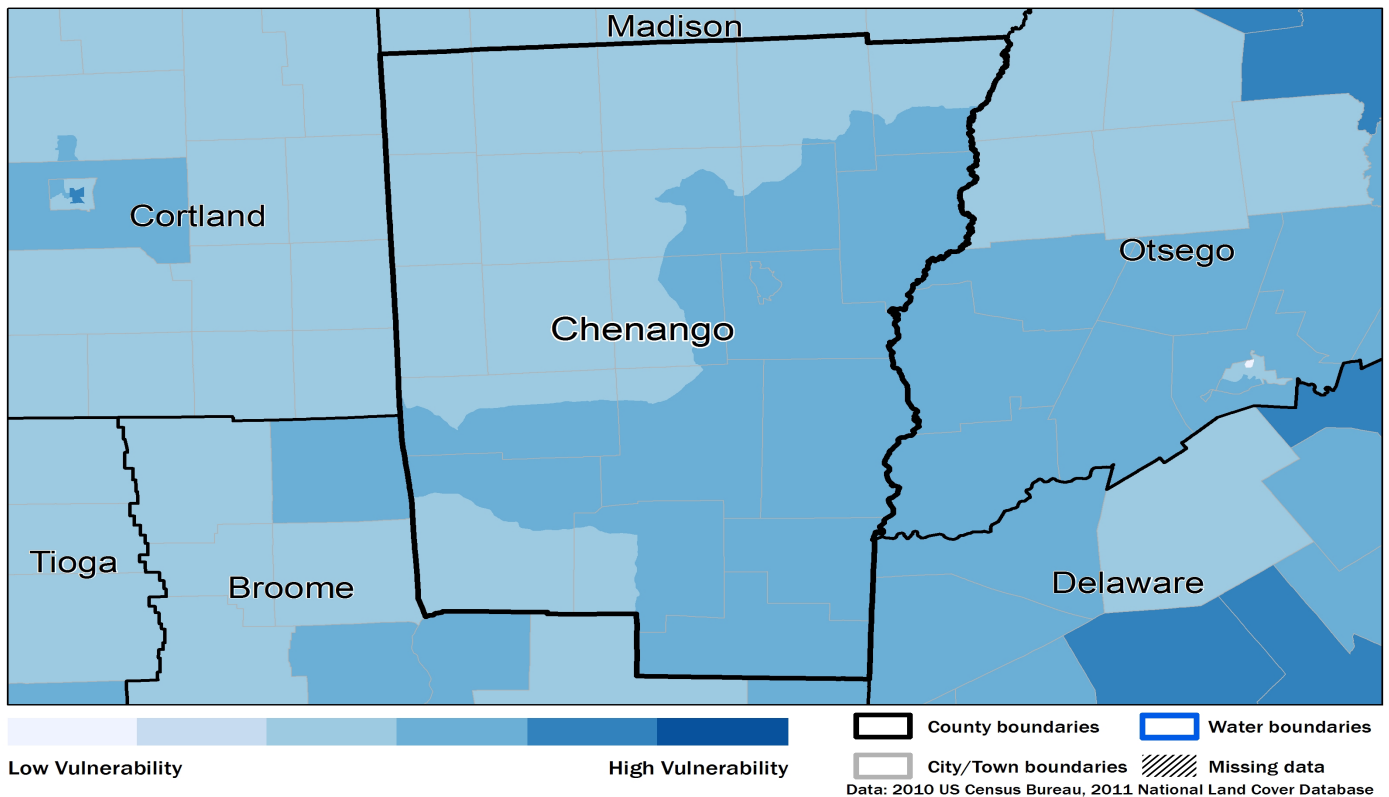 Madison
Cortland
Otsego
Chenango
Tioga
Broome
Delaware
Low Vulnerability
High Vulnerability
County boundaries
Water boundaries
City/Town boundaries
Missing data
Data: 2010 US Census Bureau, 2011 National Land Cover Database